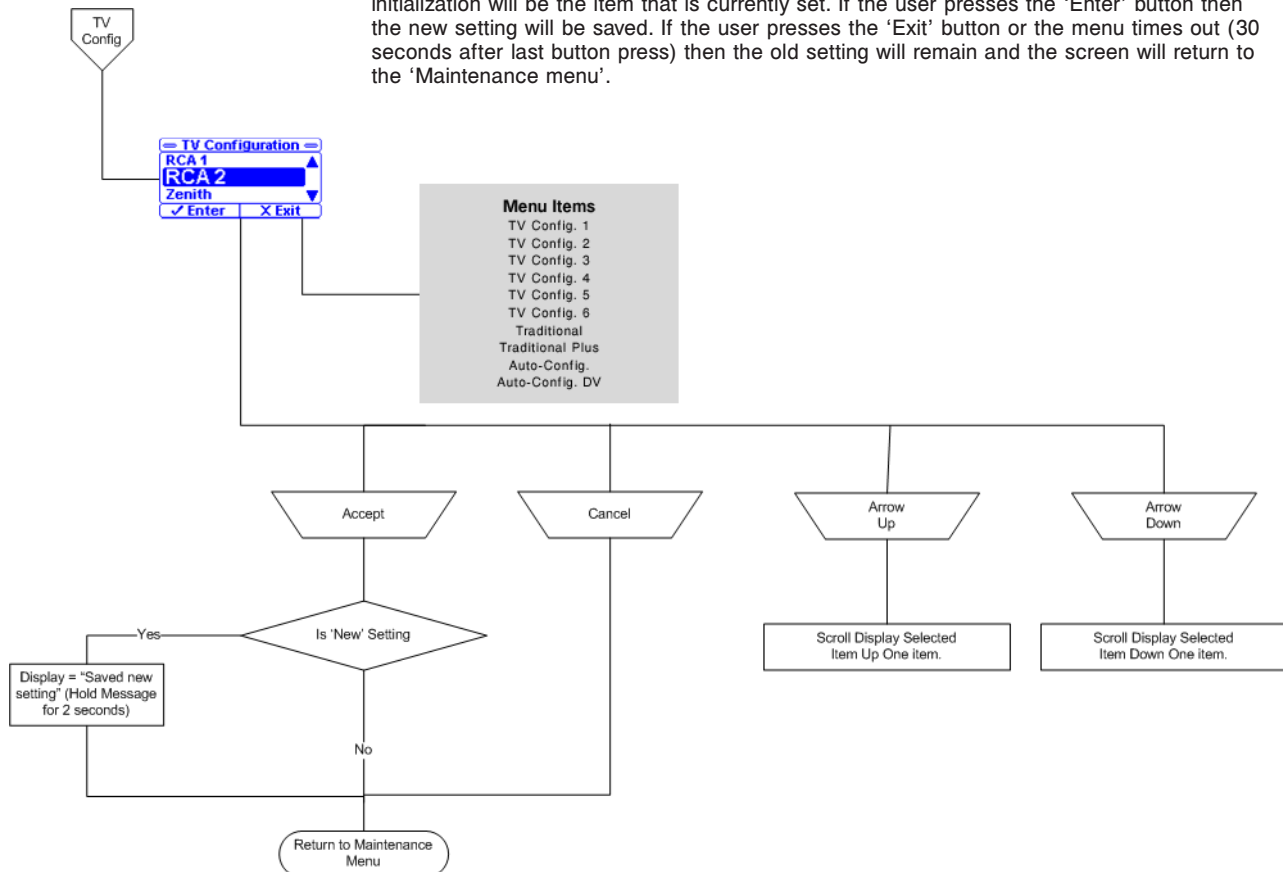 initialization will be the item that is currently set. If the user presses the ‘Enter’ button then
the new setting will be saved. If the user presses the ‘Exit’ button or the menu times out (30
seconds after last button press) then the old setting will remain and the screen will return to
the ‘Maintenance menu’.
TV
Config
TV Configuration
RCA 1
RCA 2
Zenith
✓ Enter X Exit
Menu Items
TV Config. 1
TV Config. 2
TV Config. 3
TV Config. 4
TV Config. 5
TV Config. 6
Traditional
Traditional Plus
Auto-Config.
Auto-Config. DV
Accept
Cancel
Arrow
Up
Arrow
Down
Is ‘New’ Setting
Yes
No
Display = “Saved new
setting” (Hold Message
for 2 seconds)
Scroll Display Selected
Item Up One item.
Scroll Display Selected
Item Down One item.
Return to Maintenance
Menu